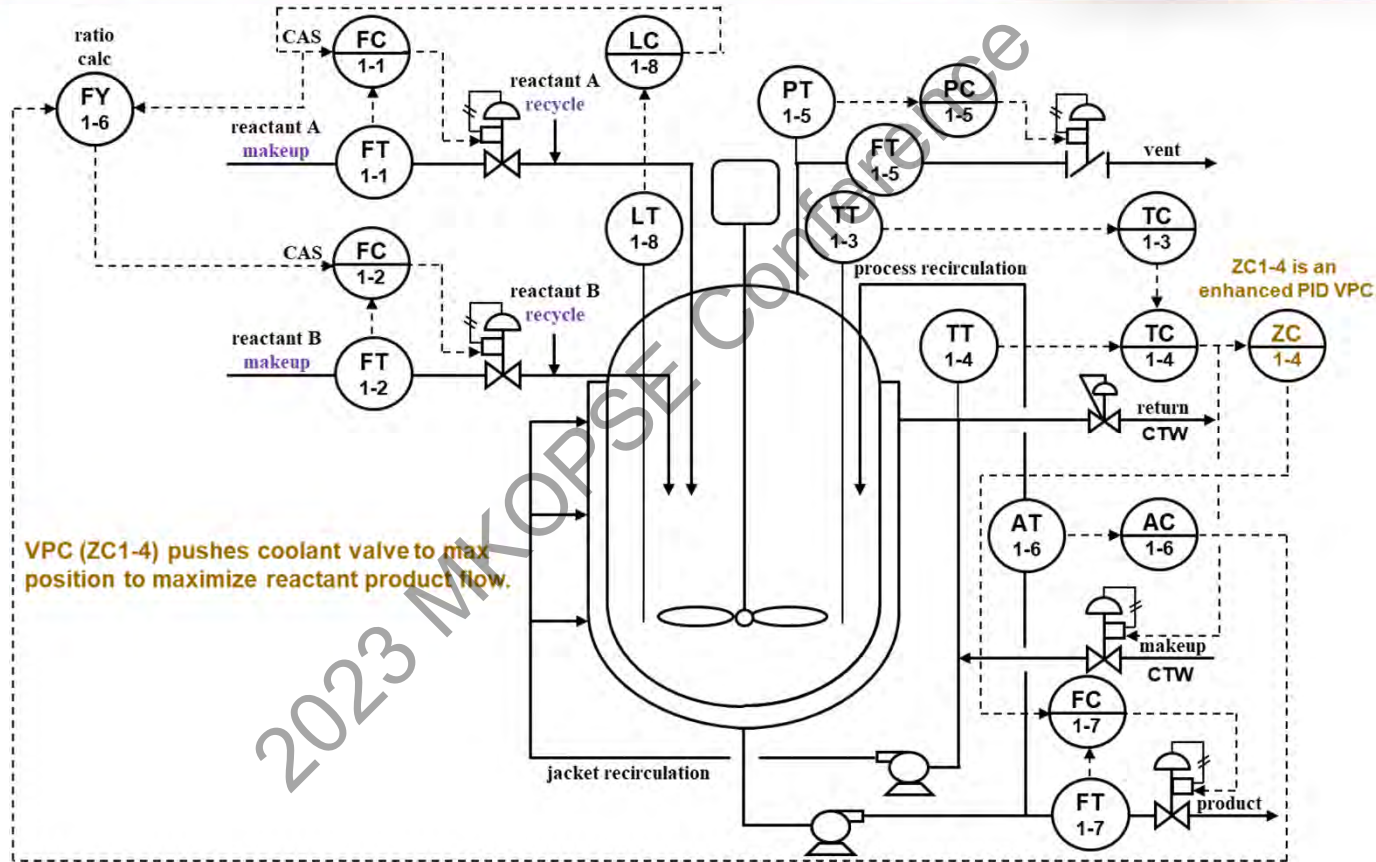 ratio
calc
FY
1-6
CAS
FC
1-1
LC
1-8
reactant A
recycle
reactant A
makeup
FT
1-1
PT
1-5
PC
1-5
FT
1-5
vent
LT
1-8
TT
1-3
TC
1-3
CAS
FC
1-2
reactant B
recycle
reactant B
makeup
FT
1-2
process recirculation
ZC1-4 is an
enhanced PID VPC
TT
1-4
TC
1-4
ZC
1-4
return
CTW
VPC (ZC1-4) pushes coolant valve to max
position to maximize reactant product flow.
AT
1-6
AC
1-6
makeup
CTW
FC
1-7
jacket recirculation
FT
1-7
product
2023 MKOPSE Conference